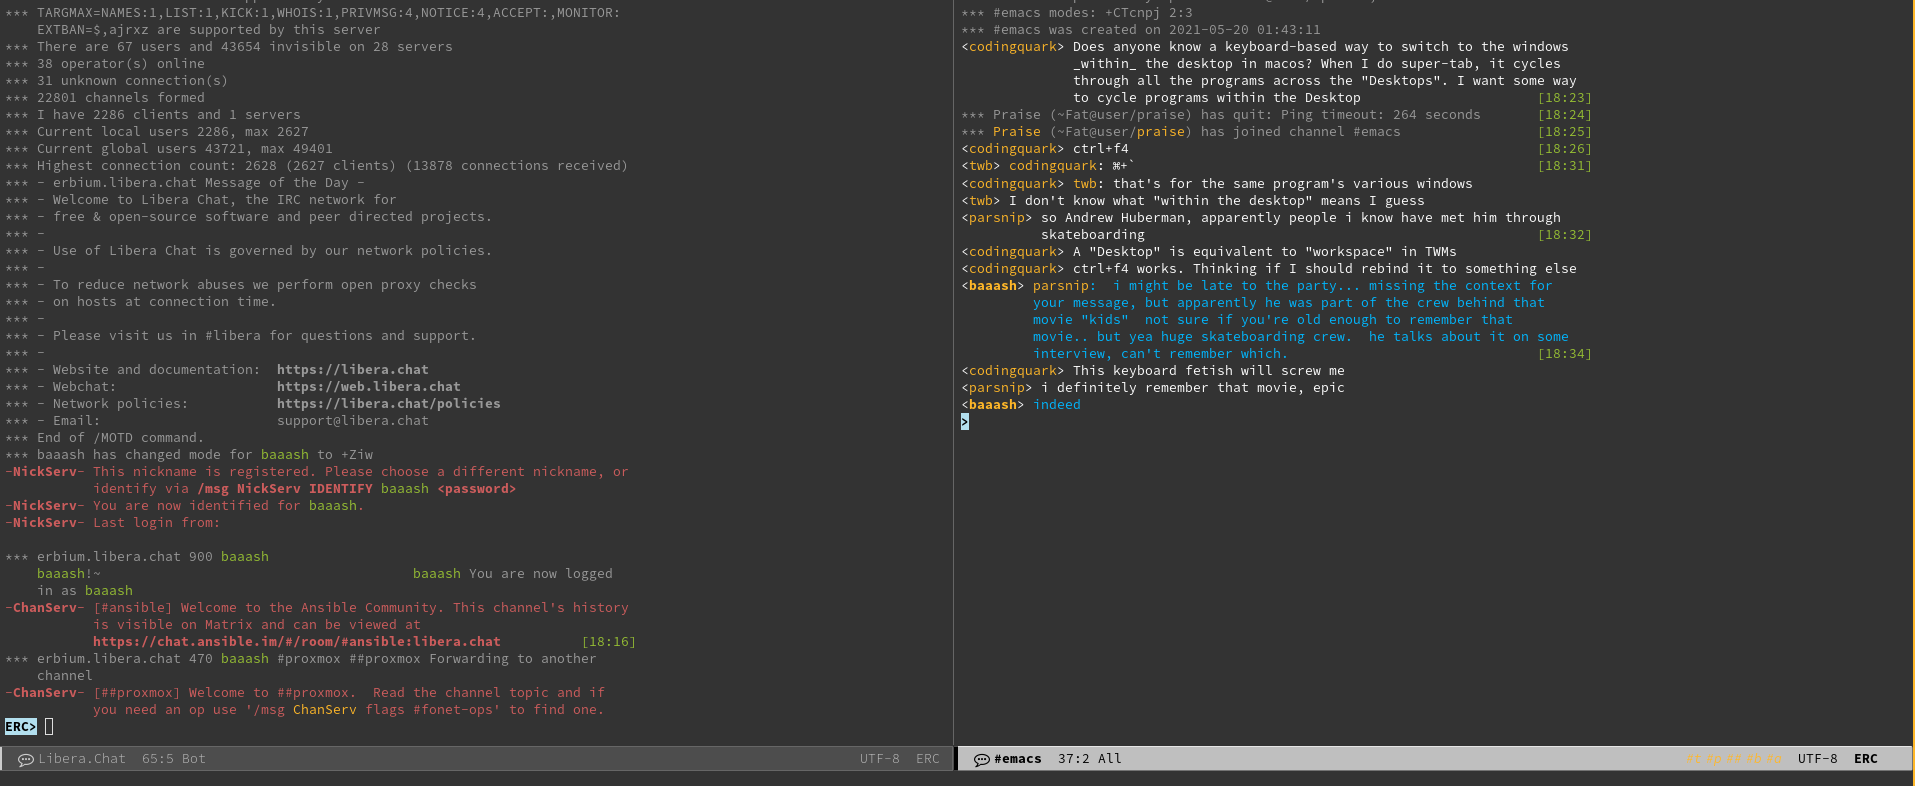 *** TARGMAX=NAMES:1,LIST:1,KICK:1,WHOIS:1,PRIVMSG:4,NOTICE:4,ACCEPT:,MONITOR:
EXTBAN=$,ajrxz are supported by this server
*** There are 67 users and 43654 invisible on 28 servers
*** 38 operator(s) online
*** 31 unknown connection(s)
*** 22801 channels formed
*** I have 2286 clients and 1 servers
*** Current local users 2286, max 2627
*** Current global users 43721, max 49401
*** Highest connection count: 2628 (2627 clients) (13878 connections received)
*** - erbium.libera.chat Message of the Day -
*** - Welcome to Libera Chat, the IRC network for
*** - free & open-source software and peer directed projects.
*** -
*** - Use of Libera Chat is governed by our network policies.
*** -
*** - To reduce network abuses we perform open proxy checks
*** - on hosts at connection time.
*** -
*** - Please visit us in #libera for questions and support.
*** -
*** - Website and documentation:  https://libera.chat
*** - Webchat:                    https://web.libera.chat
*** - Network policies:           https://libera.chat/policies
*** - Email:                      support@libera.chat
*** End of /MOTD command.
*** baaash has changed mode for baaash to +Ziw
-NickServ- This nickname is registered. Please choose a different nickname, or
identify via /msg NickServ IDENTIFY baaash <password>
-NickServ- You are now identified for baaash.
-NickServ- Last login from:
*** erbium.libera.chat 900 baaash
baaash!~ baaash You are now logged
in as baaash
-ChanServ- [#ansible] Welcome to the Ansible Community. This channel's history
is visible on Matrix and can be viewed at
https://chat.ansible.im/#/room/#ansible:libera.chat [18:16]
*** erbium.libera.chat 470 baaash #proxmox ##proxmox Forwarding to another
channel
-ChanServ- [##proxmox] Welcome to ##proxmox.  Read the channel topic and if
you need an op use '/msg ChanServ flags #fonet-ops' to find one.
ERC>
Libera.Chat  65:5 Bot UTF-8  ERC
*** #emacs modes: +CTcnpj 2:3
*** #emacs was created on 2021-05-20 01:43:11
<codingquark> Does anyone know a keyboard-based way to switch to the windows
_within_ the desktop in macos? When I do super-tab, it cycles
through all the programs across the "Desktops". I want some way
to cycle programs within the Desktop [18:23]
*** Praise (~Fat@user/praise) has quit: Ping timeout: 264 seconds [18:24]
*** Praise (~Fat@user/praise) has joined channel #emacs [18:25]
<codingquark> ctrl+f4 [18:26]
<twb> codingquark: ⌘+` [18:31]
<codingquark> twb: that's for the same program's various windows
<twb> I don't know what "within the desktop" means I guess
<parsnip> so Andrew Huberman, apparently people i know have met him through
skateboarding [18:32]
<codingquark> A "Desktop" is equivalent to "workspace" in TWMs
<codingquark> ctrl+f4 works. Thinking if I should rebind it to something else
<baaash> parsnip:  i might be late to the party... missing the context for
your message, but apparently he was part of the crew behind that
movie "kids"  not sure if you're old enough to remember that
movie.. but yea huge skateboarding crew.  he talks about it on some
interview, can't remember which. [18:34]
<codingquark> This keyboard fetish will screw me
<parsnip> i definitely remember that movie, epic
<baaash> indeed
>
#emacs  37:2 All UTF-8  ERC